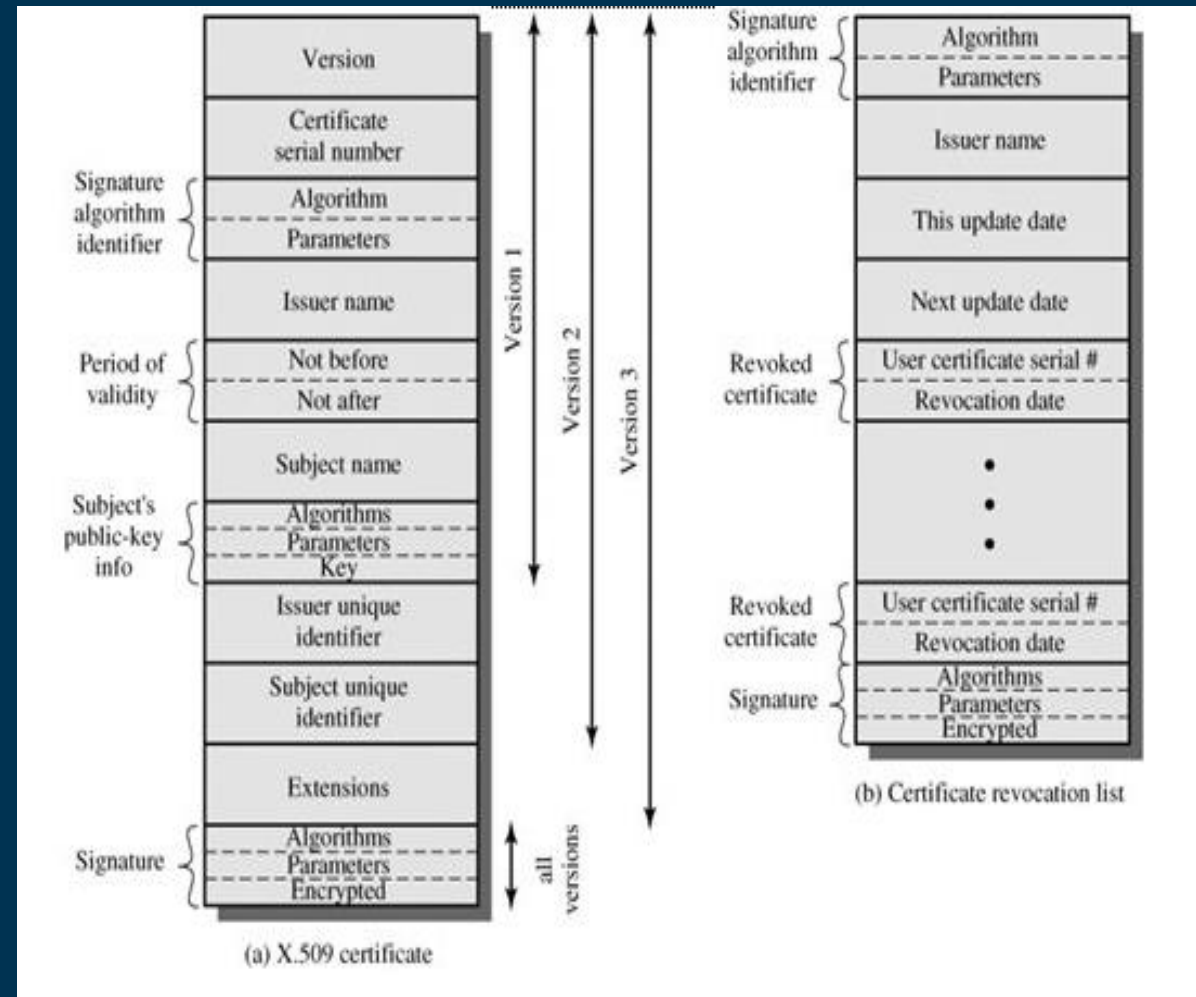 Version
Certificate
serial number
Signature
algorithm
identifier
Algorithm
Parameters
Issuer name
Period of
validity
Not before
Not after
Subject name
Subject's
public-key
info
Algorithms
Parameters
Key
Issuer unique
identifier
Subject unique
identifier
Extensions
Signature
Algorithms
Parameters
Encrypted
Version 1
Version 2
Version 3
all
versions
(a) X.509 certificate
Signature
algorithm
identifier
Algorithm
Parameters
Issuer name
This update date
Next update date
Revoked
certificate
User certificate serial #
Revocation date
Revoked
certificate
User certificate serial #
Revocation date
Signature
Algorithms
Parameters
Encrypted
(b) Certificate revocation list